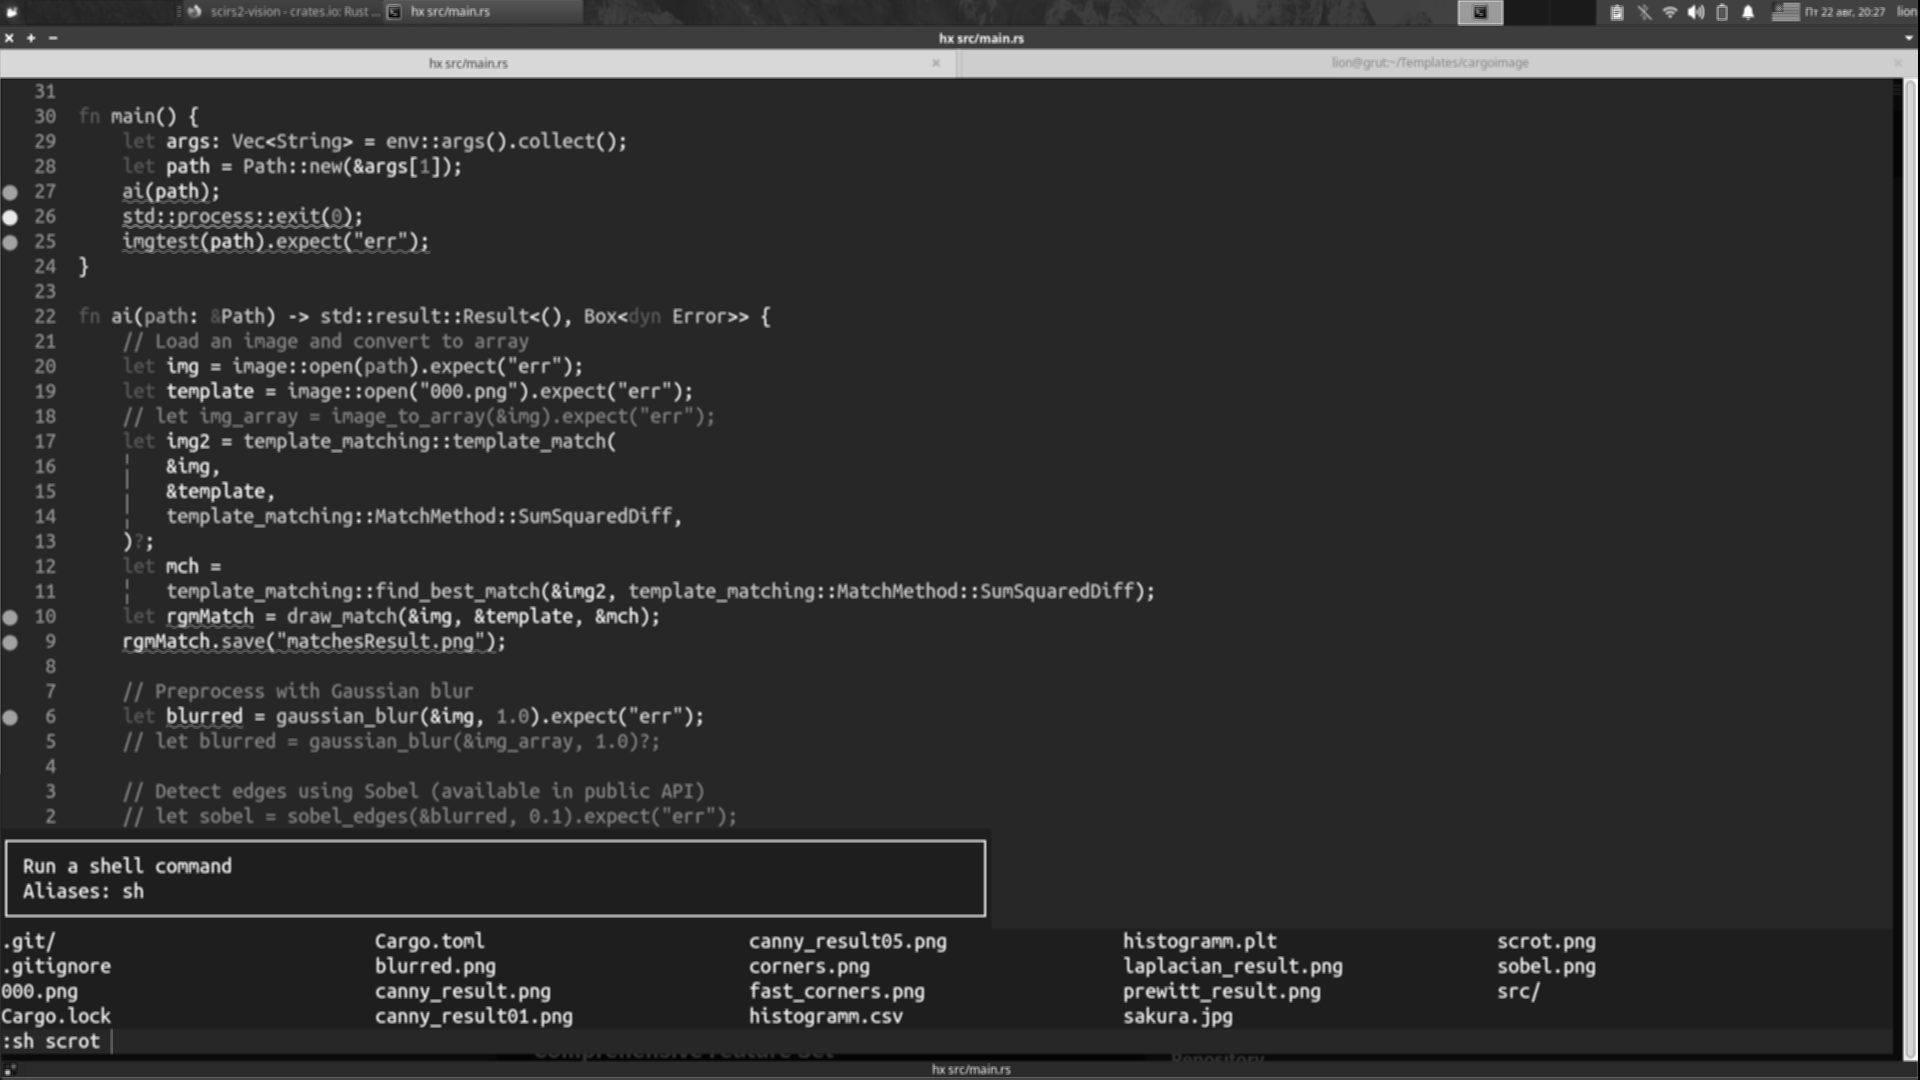 scirs2-vision - crates.io: Rust ... hx src/main.rs Пт 22 авг, 20:27 lion
× + − hx src/main.rs
hx src/main.rs × lion@grut:~/Templates/cargoimage ×
31
30 fn main() {
29 let args: Vec<String> = env::args().collect();
28 let path = Path::new(&args[1]);
27 ai(path);
26 std::process::exit(0);
25 imgtest(path).expect("err");
24 }
23
22 fn ai(path: &Path) -> std::result::Result<(), Box<dyn Error>> {
21 // Load an image and convert to array
20 let img = image::open(path).expect("err");
19 let template = image::open("000.png").expect("err");
18 // let img_array = image_to_array(&img).expect("err");
17 let img2 = template_matching::template_match(
16 &img,
15 &template,
14 template_matching::MatchMethod::SumSquaredDiff,
13 )?;
12 let mch =
11 template_matching::find_best_match(&img2, template_matching::MatchMethod::SumSquaredDiff);
10 let rgmMatch = draw_match(&img, &template, &mch);
9 rgmMatch.save("matchesResult.png");
8
7 // Preprocess with Gaussian blur
6 let blurred = gaussian_blur(&img, 1.0).expect("err");
5 // let blurred = gaussian_blur(&img_array, 1.0)?;
4
3 // Detect edges using Sobel (available in public API)
2 // let sobel = sobel_edges(&blurred, 0.1).expect("err");
Run a shell command
Aliases: sh
.git/ Cargo.toml canny_result05.png histogramm.plt scrot.png
.gitignore blurred.png corners.png laplacian_result.png sobel.png
000.png canny_result.png fast_corners.png prewitt_result.png src/
Cargo.lock canny_result01.png histogramm.csv sakura.jpg
:sh scrot
Comprehensive Feature Set Repository
hx src/main.rs